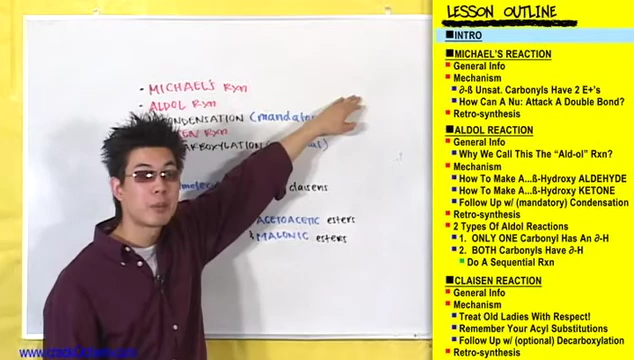 - MICHAEL'S RXN
- ALDOL RXN
CONDENSATION (mandator
EN RXN
ARBOXYLATION
al)
molec
claisens
ACETOACETIC esters
& MALONIC esters
LESSON OUTLINE
INTRO
MICHAEL'S REACTION
General Info
Mechanism
∂-ß Unsat. Carbonyls Have 2 E+'s
How Can A Nu: Attack A Double Bond?
Retro-synthesis
ALDOL REACTION
General Info
Why We Call This The "Ald-ol" Rxn?
Mechanism
How To Make A...ß-Hydroxy ALDEHYDE
How To Make A...ß-Hydroxy KETONE
Follow Up w/ (mandatory) Condensation
Retro-synthesis
2 Types Of Aldol Reactions
1. ONLY ONE Carbonyl Has An ∂-H
2. BOTH Carbonyls Have ∂-H
Do A Sequential Rxn
CLAISEN REACTION
General Info
Mechanism
Treat Old Ladies With Respect!
Remember Your Acyl Substitutions
Follow Up w/ (optional) Decarboxylation
Retro-synthesis